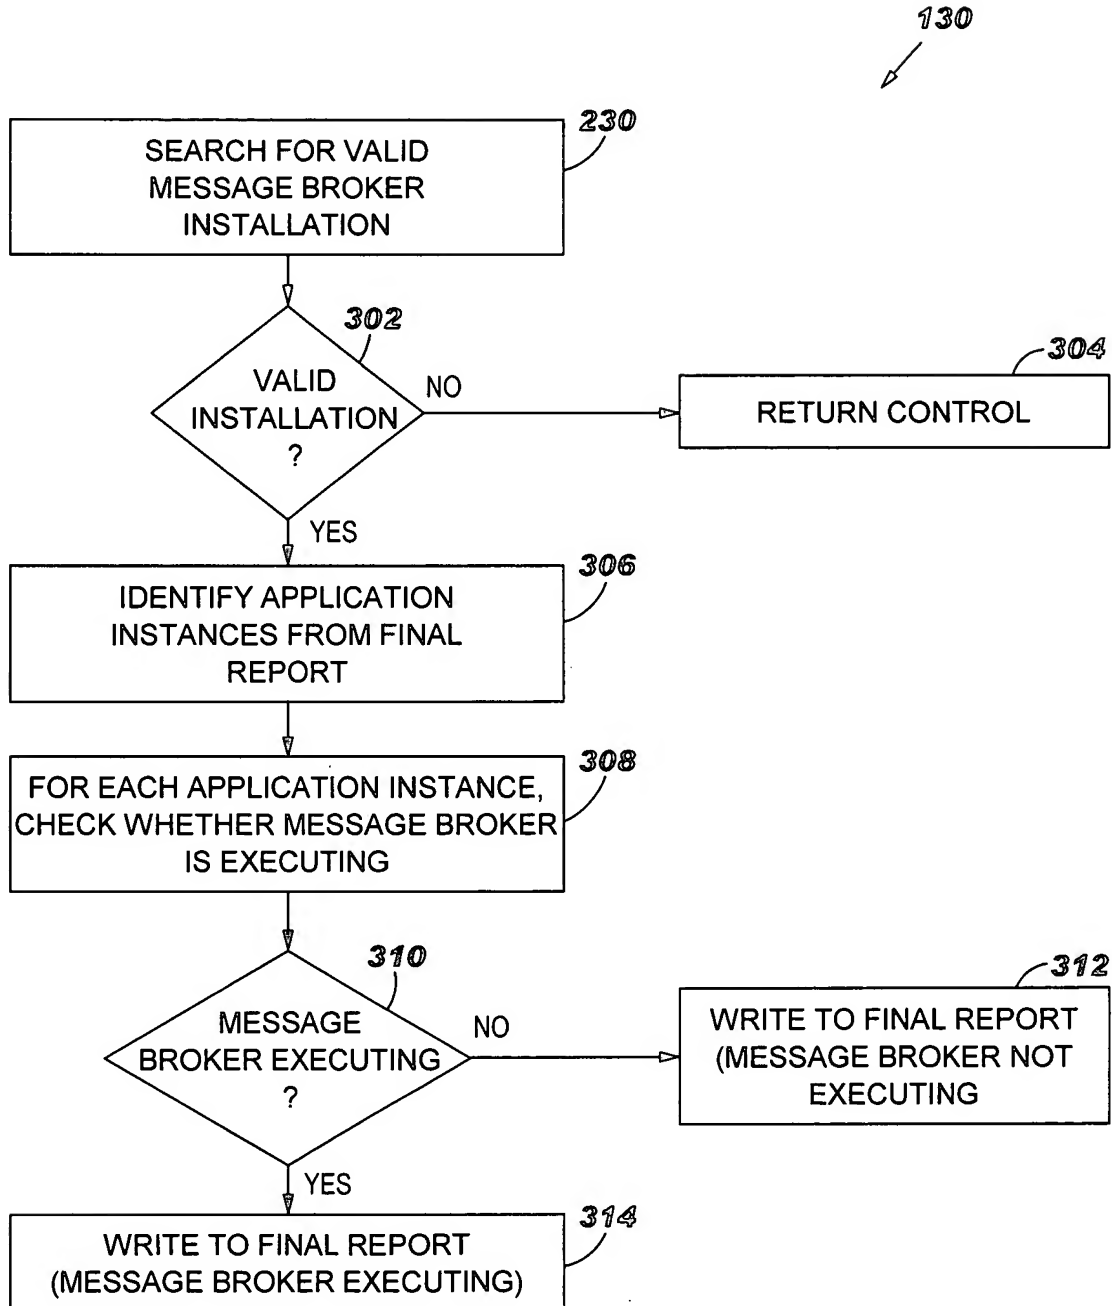 130
230
SEARCH FOR VALID
MESSAGE BROKER
INSTALLATION
302
VALID
INSTALLATION
?
NO
304
RETURN CONTROL
YES
306
IDENTIFY APPLICATION
INSTANCES FROM FINAL
REPORT
308
FOR EACH APPLICATION INSTANCE,
CHECK WHETHER MESSAGE BROKER
IS EXECUTING
310
MESSAGE
BROKER EXECUTING
?
NO
312
WRITE TO FINAL REPORT
(MESSAGE BROKER NOT
EXECUTING
YES
314
WRITE TO FINAL REPORT
(MESSAGE BROKER EXECUTING)